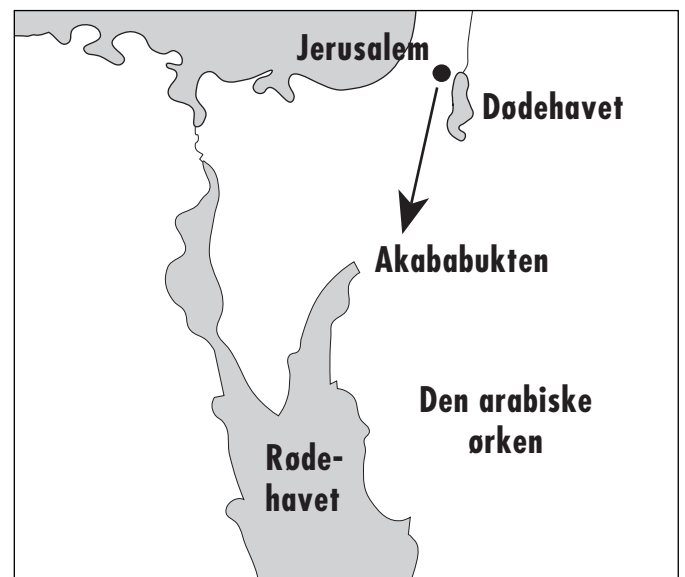 Jerusalem
Dødehavet
Akababukten
Den arabiske
ørken
Røde-
havet